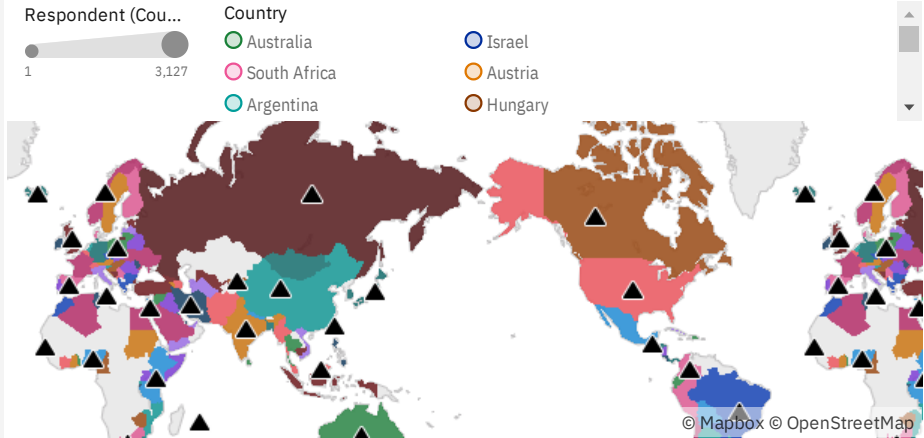 Respondent (Cou...
1
3,127
Country
Australia
Israel
South Africa
Austria
Argentina
Hungary
© Mapbox © OpenStreetMap